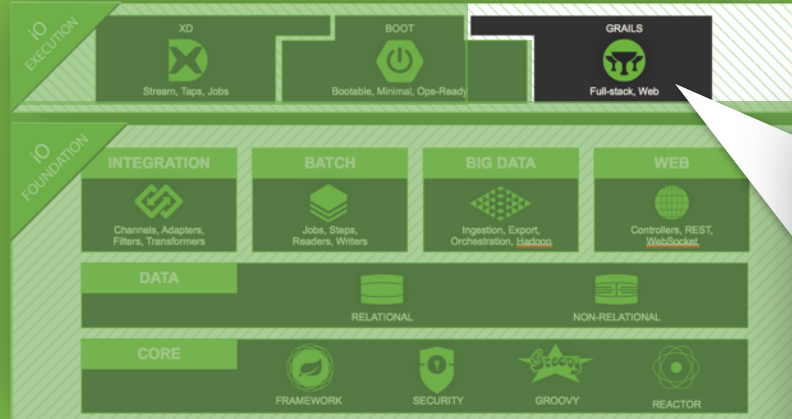 iO
EXECUTION
XD
Stream, Taps, Jobs
BOOT
Bootable, Minimal, Ops-Ready
GRAILS
Full-stack, Web
iO
FOUNDATION
INTEGRATION
Channels, Adapters,
Filters, Transformers
BATCH
Jobs, Steps,
Readers, Writers
BIG DATA
Ingestion, Export,
Orchestration, Hadoop
WEB
Controllers, REST,
WebSocket
DATA
RELATIONAL
NON-RELATIONAL
CORE
FRAMEWORK
SECURITY
Groovy
GROOVY
REACTOR